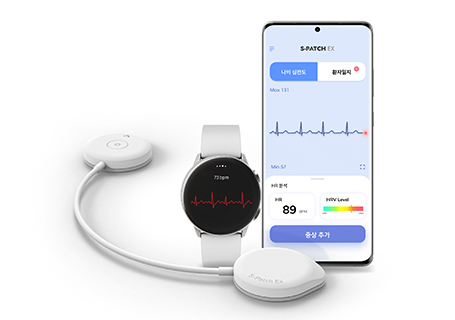 S-PATCH EX
나의 심전도
환자일지
Max 131
Min 57
HR 분석
HR
89 BPM
HRV Level
증상 추가
73 bpm
S-Patch Ex